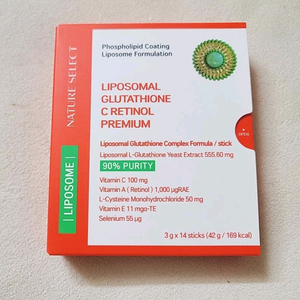 NATURE SELECT
LIPOSOME
Phospholipid Coating
Liposome Formulation
LIPOSOMAL
GLUTATHIONE
C RETINOL
PREMIUM
Liposomal Glutathione Complex Formula / stick
Liposomal L-Glutathione Yeast Extract 555.60 mg
90% PURITY
Vitamin C 100 mg
Vitamin A ( Retinol ) 1,000 μgRAE
L-Cysteine Monohydrochloride 50 mg
Vitamin E 11 mgα-TE
Selenium 55 μg
3 g x 14 sticks (42 g / 169 kcal)
OPEN